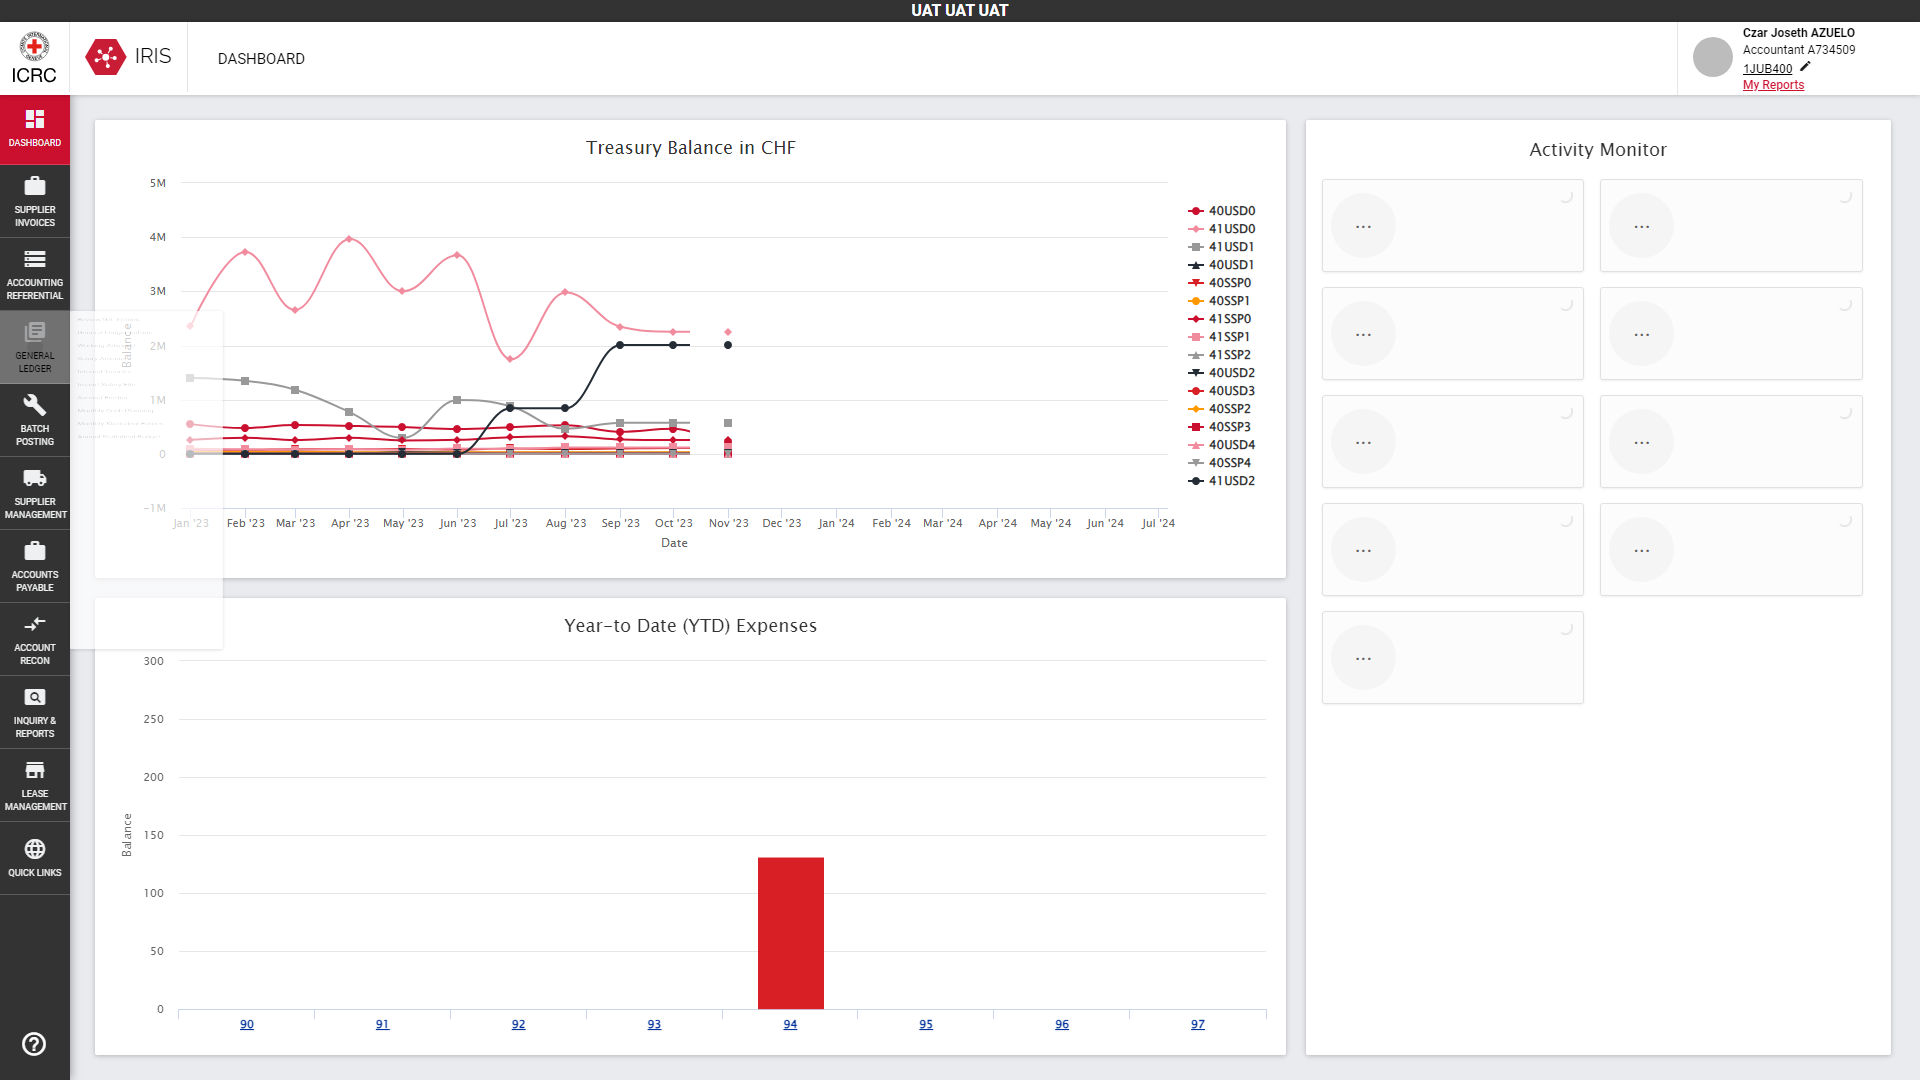 UAT UAT UAT
ICRC
IRIS
DASHBOARD
Czar Joseth AZUELO
Accountant A734509
1JUB400
My Reports
DASHBOARD
SUPPLIER
INVOICES
ACCOUNTING
REFERENTIAL
GENERAL
LEDGER
BATCH
POSTING
SUPPLIER
MANAGEMENT
ACCOUNTS
PAYABLE
ACCOUNT
RECON
INQUIRY &
REPORTS
LEASE
MANAGEMENT
QUICK LINKS
Treasury Balance in CHF
5M
4M
3M
2M
1M
0
-1M
Balance
Jan '23
Feb '23
Mar '23
Apr '23
May '23
Jun '23
Jul '23
Aug '23
Sep '23
Oct '23
Nov '23
Dec '23
Jan '24
Feb '24
Mar '24
Apr '24
May '24
Jun '24
Jul '24
Date
40USD0
41USD0
41USD1
40USD1
40SSP0
40SSP1
41SSP0
41SSP1
41SSP2
40USD2
40USD3
40SSP2
40SSP3
40USD4
40SSP4
41USD2
Year-to Date (YTD) Expenses
300
250
200
150
100
50
0
Balance
90
91
92
93
94
95
96
97
Activity Monitor
...
...
...
...
...
...
...
...
...